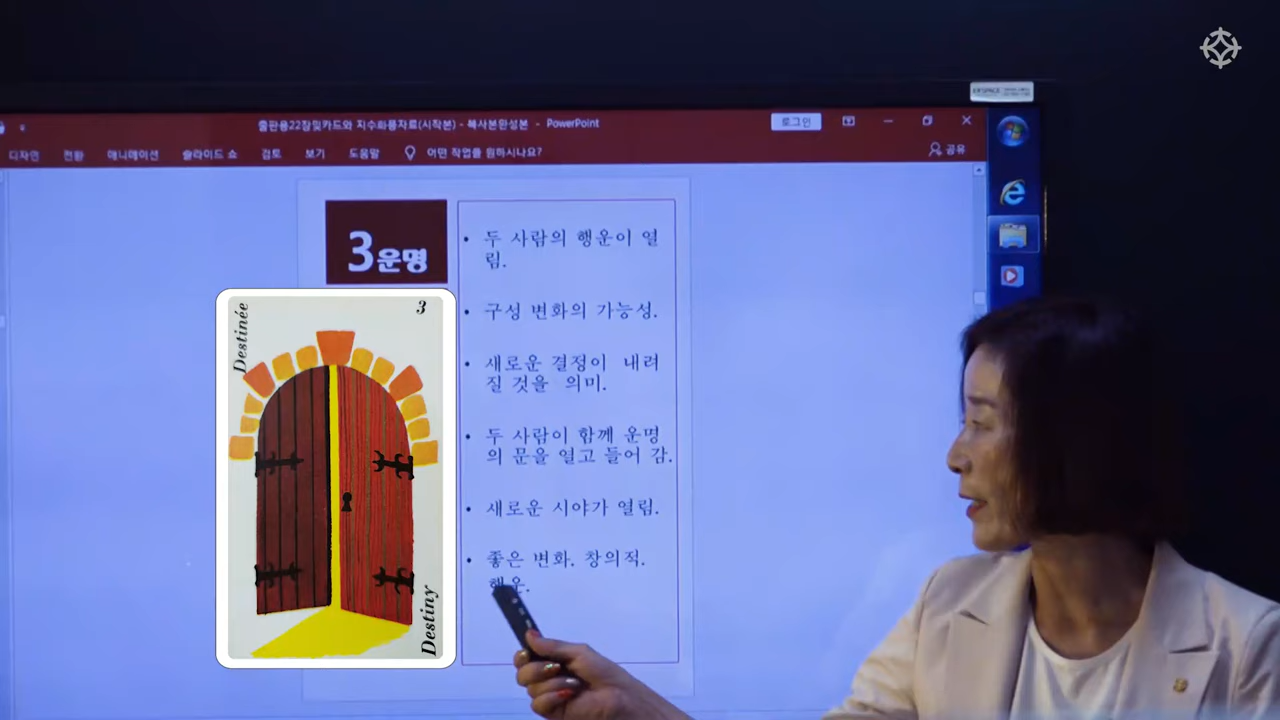 출판용22장빛카드와 지수화풍자료(시작본) - 복사본완성본 - PowerPoint
로그인
디자인 전환 애니메이션 슬라이드 쇼 검토 보기 도움말 어떤 작업을 원하시나요?
공유
3운명
Destinée
3
Destiny
• 두 사람의 행운이 열
림.
• 구성 변화의 가능성.
• 새로운 결정이 내려
질 것을 의미.
• 두 사람이 함께 운명
의 문을 열고 들어 감.
• 새로운 시야가 열림.
• 좋은 변화. 창의적.
행운.